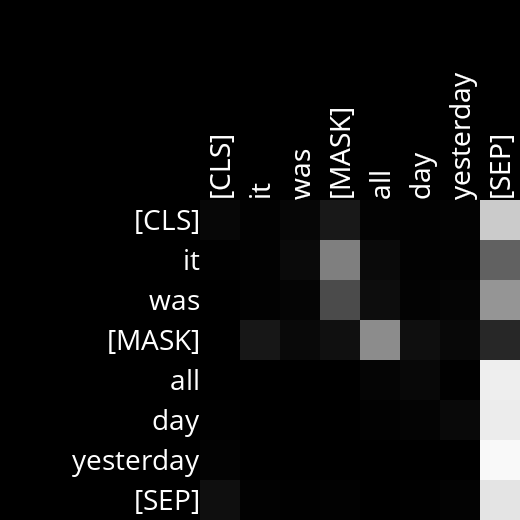 [CLS]
it
was
[MASK]
all
day
yesterday
[SEP]
[CLS]
it
was
[MASK]
all
day
yesterday
[SEP]